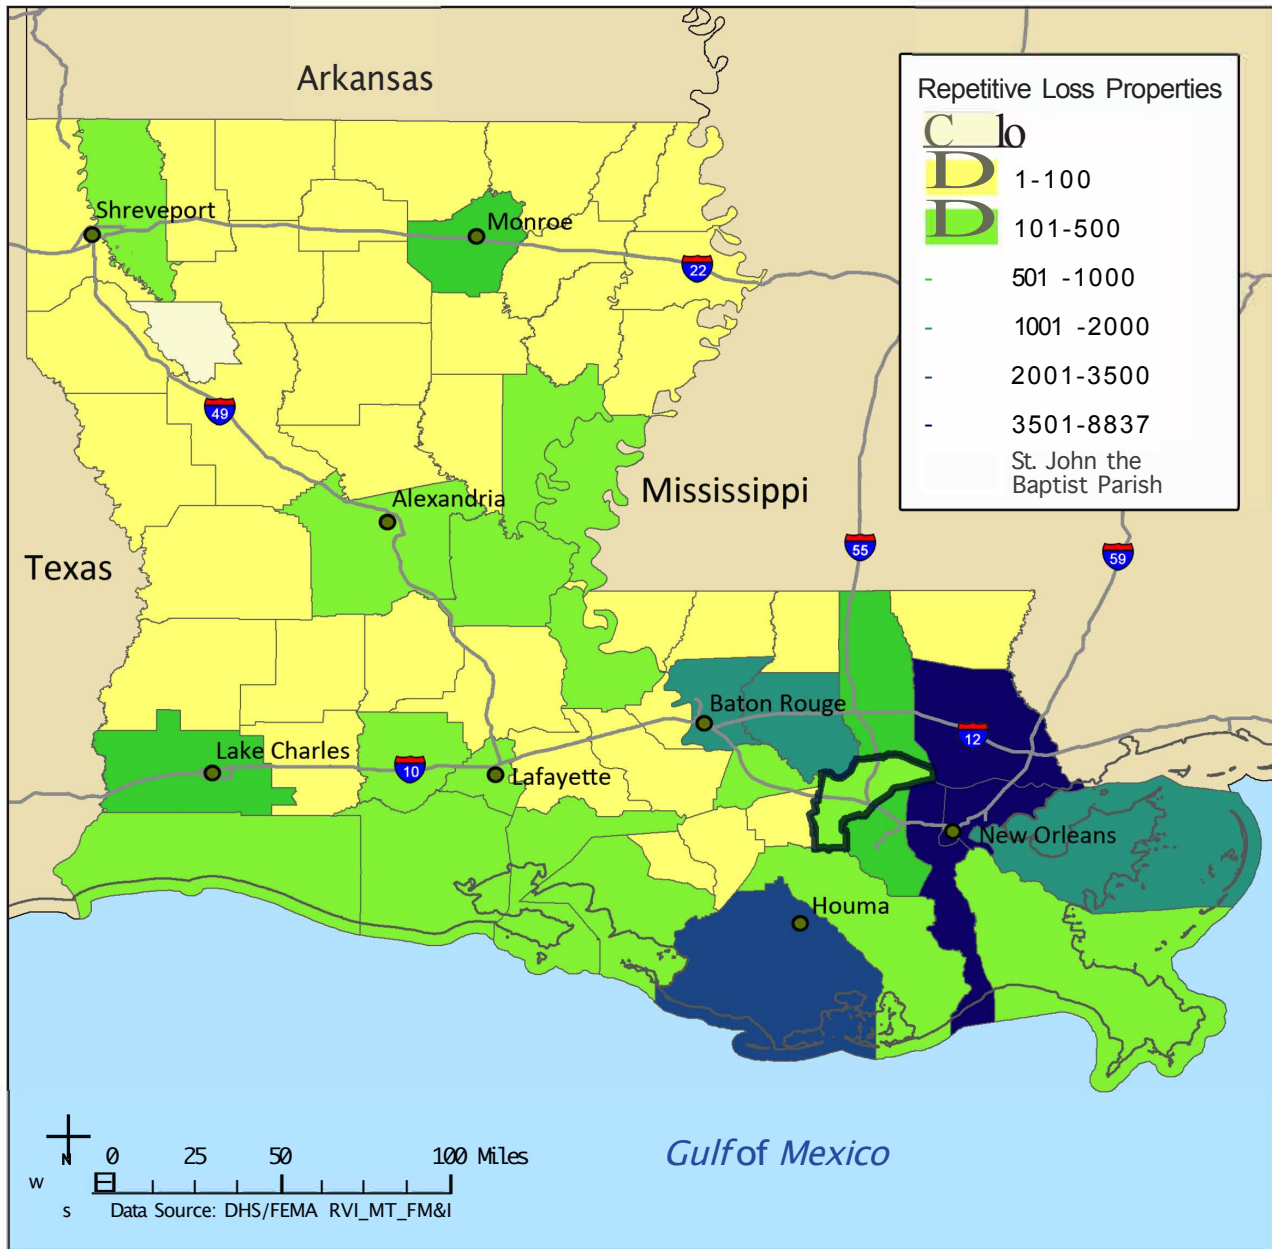 Arkansas
Repetitive Loss Properties
C lo
D 1-100
D 101-500
- 501 -1000
- 1001 -2000
- 2001-3500
- 3501-8837
St. John the
Baptist Parish
Shreveport
Monroe
22
49
Alexandria
Mississippi
Texas
55
59
Baton Rouge
12
Lake Charles
10
Lafayette
New Orleans
Houma
Gulf of Mexico
N
W
S
0 25 50 100 Miles
Data Source: DHS/FEMA RVI_MT_FM&I